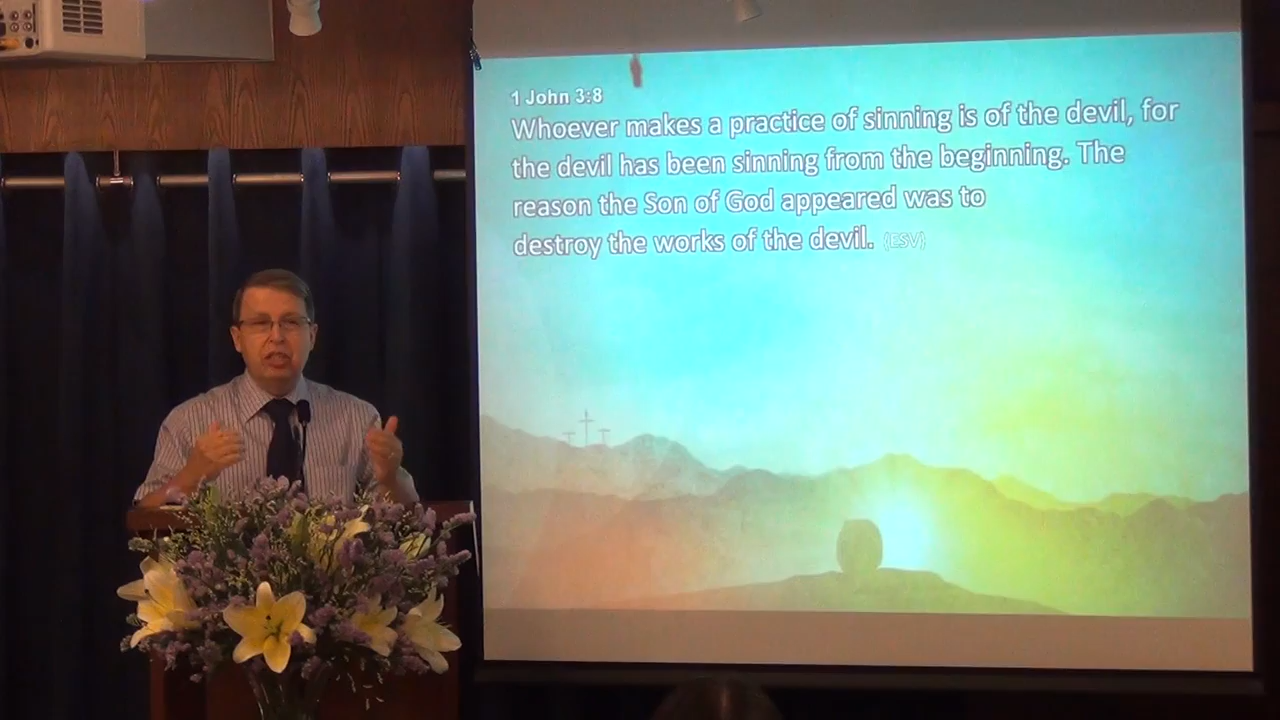 1 John 3:8
Whoever makes a practice of sinning is of the devil, for
the devil has been sinning from the beginning. The
reason the Son of God appeared was to
destroy the works of the devil. (ESV)